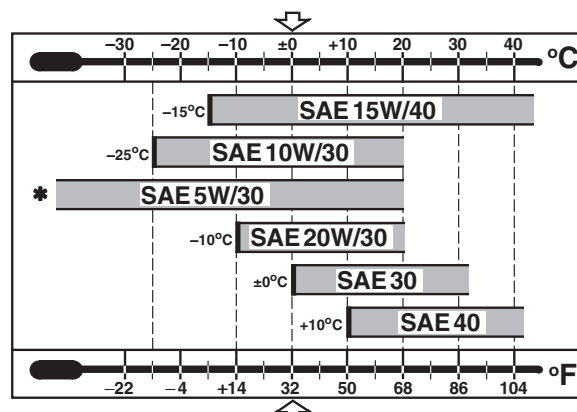 –30 –20 –10 ±0 +10 +20 30 40 °C
–15°C SAE 15W/40
–25°C SAE 10W/30
* SAE 5W/30
–10°C SAE 20W/30
±0°C SAE 30
+10°C SAE 40
–22 –4 +14 32 50 68 86 104 °F